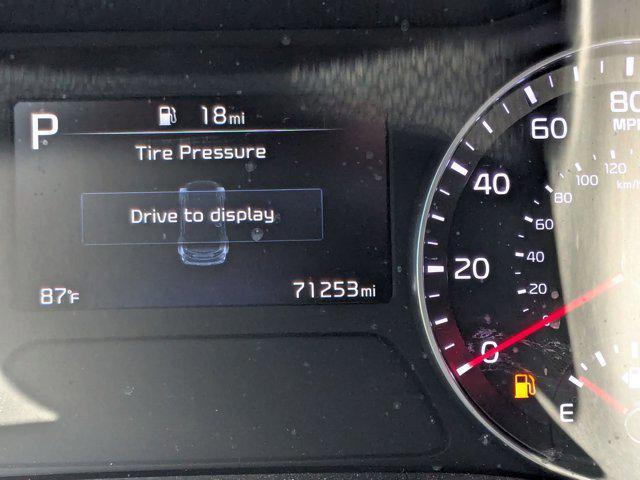 P
18mi
Tire Pressure
Drive to display
87°F
71253mi
80
MPH
60
40
20
0
120
100
km/h
80
60
40
20
E